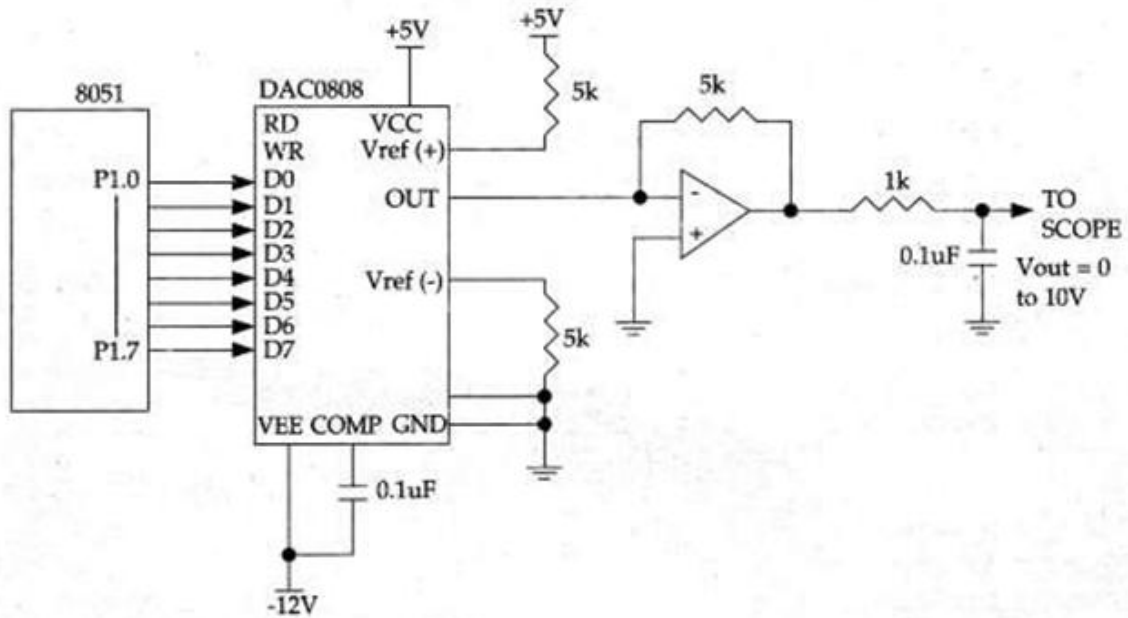 +5V
+5V
8051
DAC0808
5k
5k
RD
VCC
WR
Vref (+)
P1.0
D0
D1
OUT
-
1k
TO
SCOPE
D2
+
D3
0.1uF
Vout = 0
to 10V
D4
Vref (-)
D5
D6
5k
P1.7
D7
VEE
COMP
GND
0.1uF
-12V